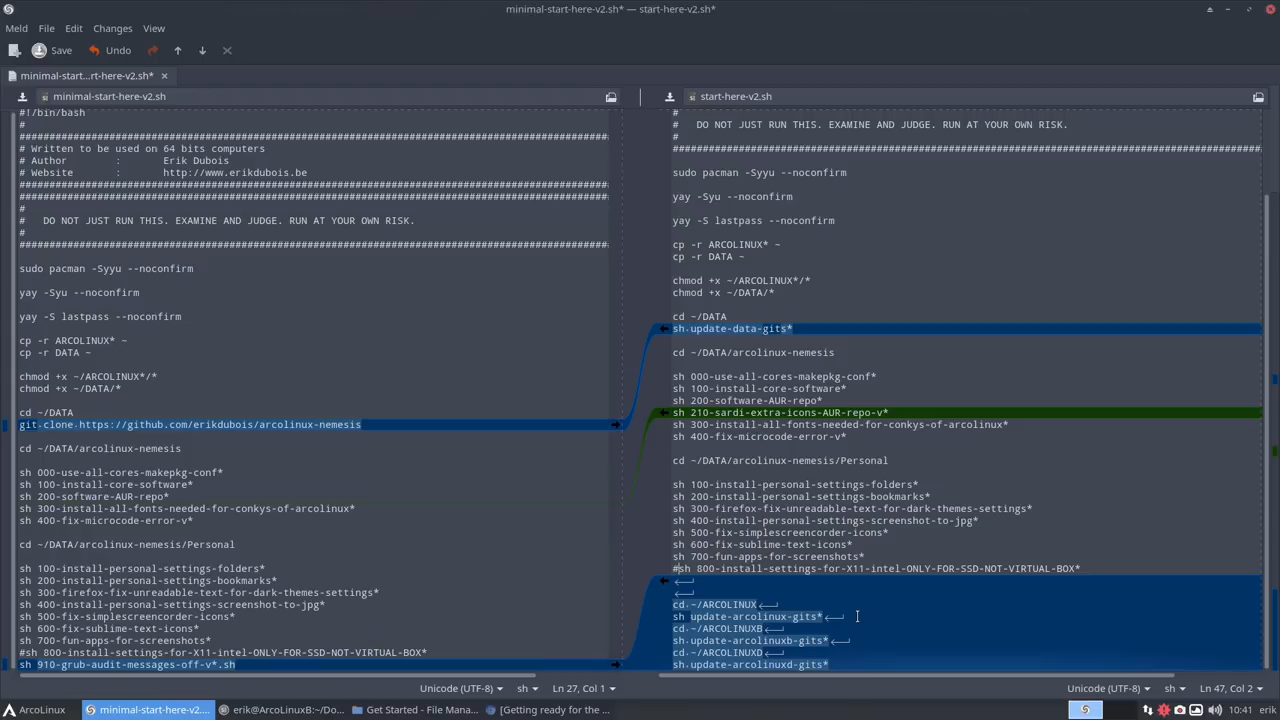 minimal-start-here-v2.sh* — start-here-v2.sh*
Meld File Edit Changes View
Save Undo
minimal-start...rt-here-v2.sh*
minimal-start-here-v2.sh
#!/bin/bash
#
##################################################################################################
# Written to be used on 64 bits computers
# Author : Erik Dubois
# Website : http://www.erikdubois.be
##################################################################################################
##################################################################################################
#
# DO NOT JUST RUN THIS. EXAMINE AND JUDGE. RUN AT YOUR OWN RISK.
#
##################################################################################################
sudo pacman -Syyu --noconfirm
yay -Syu --noconfirm
yay -S lastpass --noconfirm
cp -r ARCOLINUX* ~
cp -r DATA ~
chmod +x ~/ARCOLINUX*/*
chmod +x ~/DATA/*
cd ~/DATA
git clone https://github.com/erikdubois/arcolinux-nemesis
cd ~/DATA/arcolinux-nemesis
sh 000-use-all-cores-makepkg-conf*
sh 100-install-core-software*
sh 200-software-AUR-repo*
sh 300-install-all-fonts-needed-for-conkys-of-arcolinux*
sh 400-fix-microcode-error-v*
cd ~/DATA/arcolinux-nemesis/Personal
sh 100-install-personal-settings-folders*
sh 200-install-personal-settings-bookmarks*
sh 300-firefox-fix-unreadable-text-for-dark-themes-settings*
sh 400-install-personal-settings-screenshot-to-jpg*
sh 500-fix-simplescreencorder-icons*
sh 600-fix-sublime-text-icons*
sh 700-fun-apps-for-screenshots*
#sh 800-install-settings-for-X11-intel-ONLY-FOR-SSD-NOT-VIRTUAL-BOX*
sh 910-grub-audit-messages-off-v*.sh
Unicode (UTF-8) sh Ln 27, Col 1
start-here-v2.sh
#
# DO NOT JUST RUN THIS. EXAMINE AND JUDGE. RUN AT YOUR OWN RISK.
#
##################################################################################################
sudo pacman -Syyu --noconfirm
yay -Syu --noconfirm
yay -S lastpass --noconfirm
cp -r ARCOLINUX* ~
cp -r DATA ~
chmod +x ~/ARCOLINUX*/*
chmod +x ~/DATA/*
cd ~/DATA
sh update-data-gits*
cd ~/DATA/arcolinux-nemesis
sh 000-use-all-cores-makepkg-conf*
sh 100-install-core-software*
sh 200-software-AUR-repo*
sh 210-sardi-extra-icons-AUR-repo-v*
sh 300-install-all-fonts-needed-for-conkys-of-arcolinux*
sh 400-fix-microcode-error-v*
cd ~/DATA/arcolinux-nemesis/Personal
sh 100-install-personal-settings-folders*
sh 200-install-personal-settings-bookmarks*
sh 300-firefox-fix-unreadable-text-for-dark-themes-settings*
sh 400-install-personal-settings-screenshot-to-jpg*
sh 500-fix-simplescreencorder-icons*
sh 600-fix-sublime-text-icons*
sh 700-fun-apps-for-screenshots*
#sh 800-install-settings-for-X11-intel-ONLY-FOR-SSD-NOT-VIRTUAL-BOX*
cd ~/ARCOLINUX
sh update-arcolinux-gits*
cd ~/ARCOLINUXB
sh update-arcolinuxb-gits*
cd ~/ARCOLINUXD
sh update-arcolinuxd-gits*
Unicode (UTF-8) sh Ln 47, Col 2
ArcoLinux minimal-start-here-v2.... erik@ArcoLinuxB:~/Do... Get Started - File Mana... [Getting ready for the ... 10:41 erik